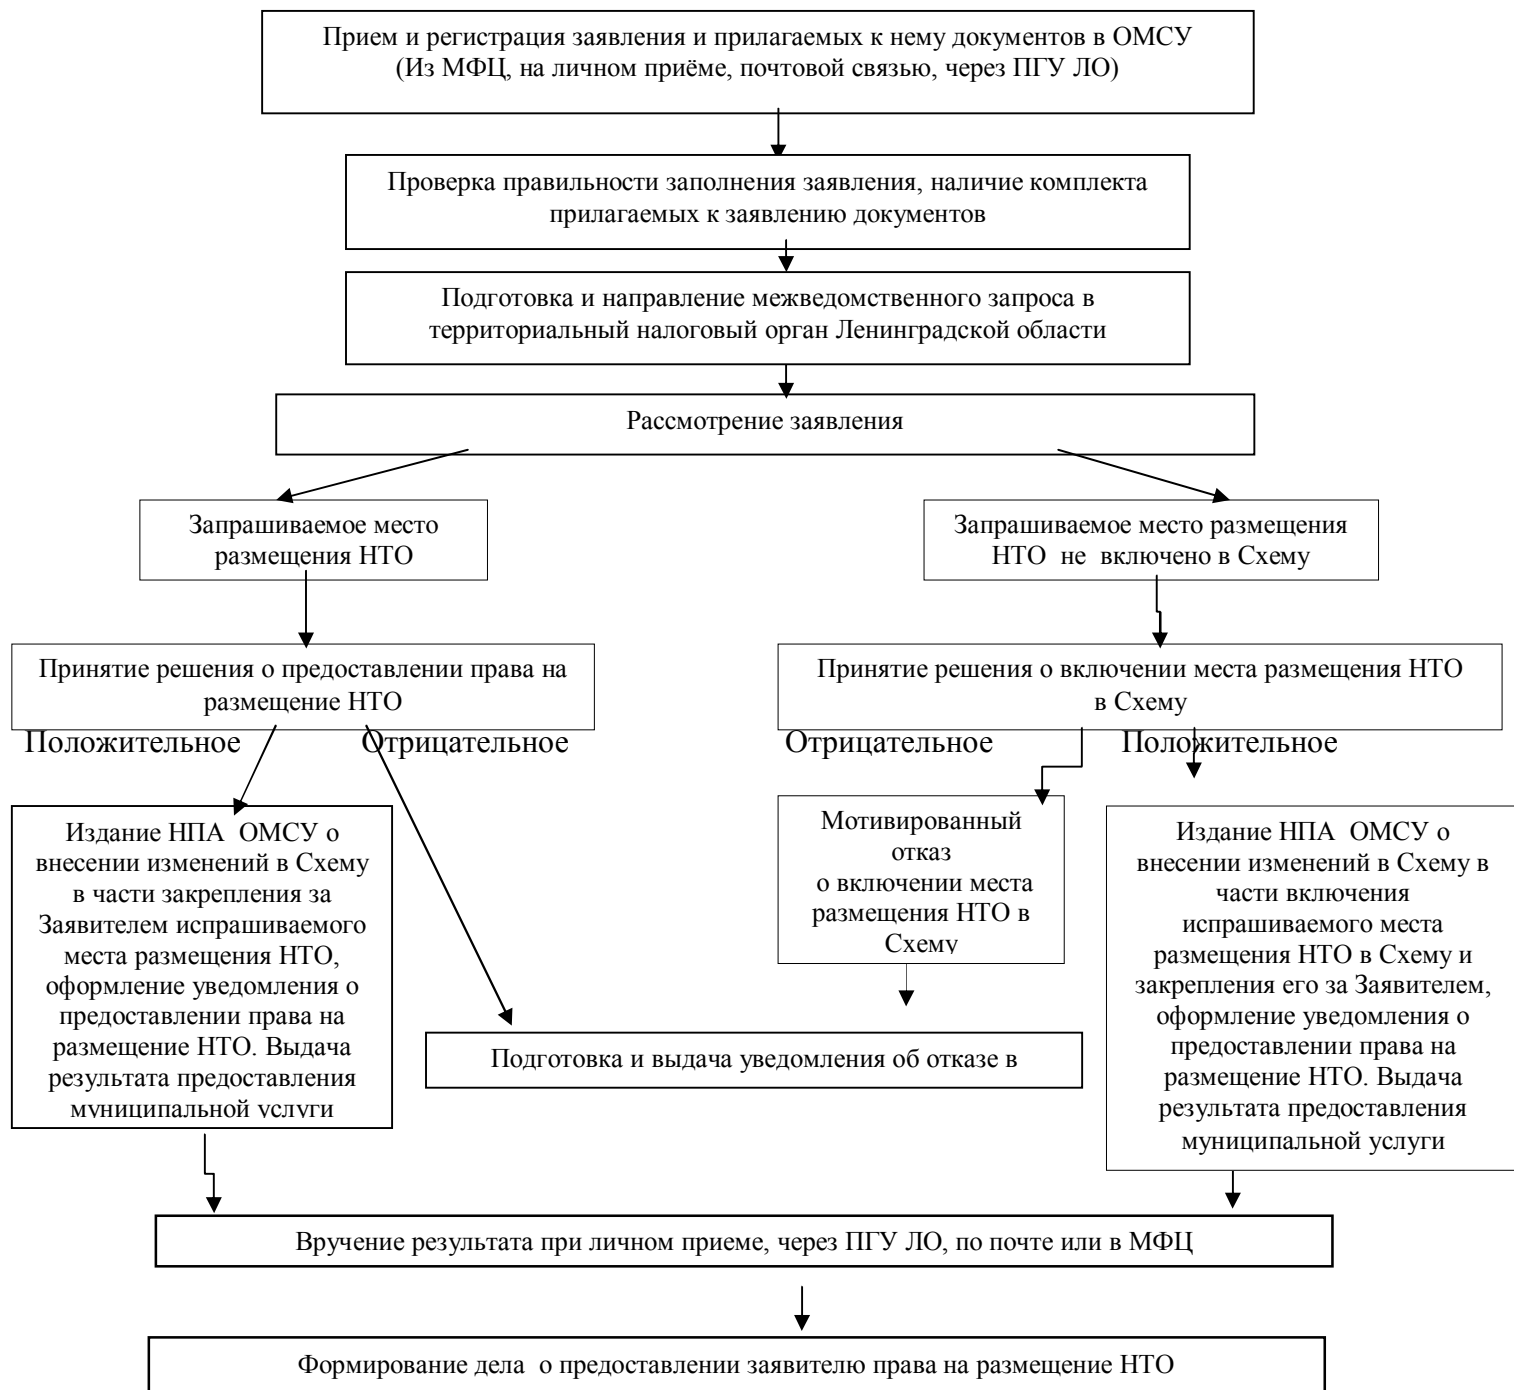 Прием и регистрация заявления и прилагаемых к нему документов в ОМСУ
(Из МФЦ, на личном приёме, почтовой связью, через ПГУ ЛО)
Проверка правильности заполнения заявления, наличие комплекта
прилагаемых к заявлению документов
Подготовка и направление межведомственного запроса в
территориальный налоговый орган Ленинградской области
Рассмотрение заявления
Запрашиваемое место
размещения НТО
Запрашиваемое место размещения
НТО не включено в Схему
Принятие решения о предоставлении права на
размещение НТО
Принятие решения о включении места размещения НТО
в Схему
Положительное
Отрицательное
Отрицательное
Положительное
Издание НПА ОМСУ о
внесении изменений в Схему
в части закрепления за
Заявителем испрашиваемого
места размещения НТО,
оформление уведомления о
предоставлении права на
размещение НТО. Выдача
результата предоставления
муниципальной услуги
Мотивированный
отказ
о включении места
размещения НТО в
Схему
Издание НПА ОМСУ о
внесении изменений в Схему в
части включения
испрашиваемого места
размещения НТО в Схему и
закрепления его за Заявителем,
оформление уведомления о
предоставлении права на
размещение НТО. Выдача
результата предоставления
муниципальной услуги
Подготовка и выдача уведомления об отказе в
Вручение результата при личном приеме, через ПГУ ЛО, по почте или в МФЦ
Формирование дела о предоставлении заявителю права на размещение НТО